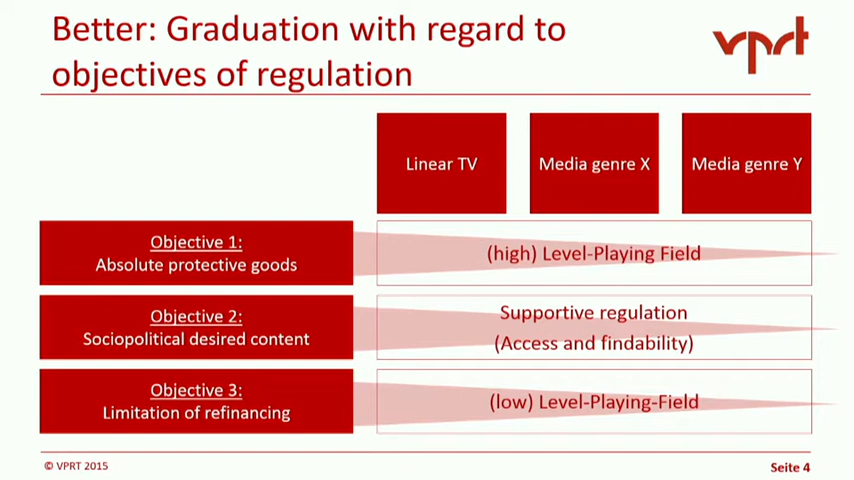 Better: Graduation with regard to
objectives of regulation
vprt
Linear TV
Media genre X
Media genre Y
Objective 1:
Absolute protective goods
(high) Level-Playing Field
Objective 2:
Sociopolitical desired content
Supportive regulation
(Access and findability)
Objective 3:
Limitation of refinancing
(low) Level-Playing-Field
© VPRT 2015
Seite 4